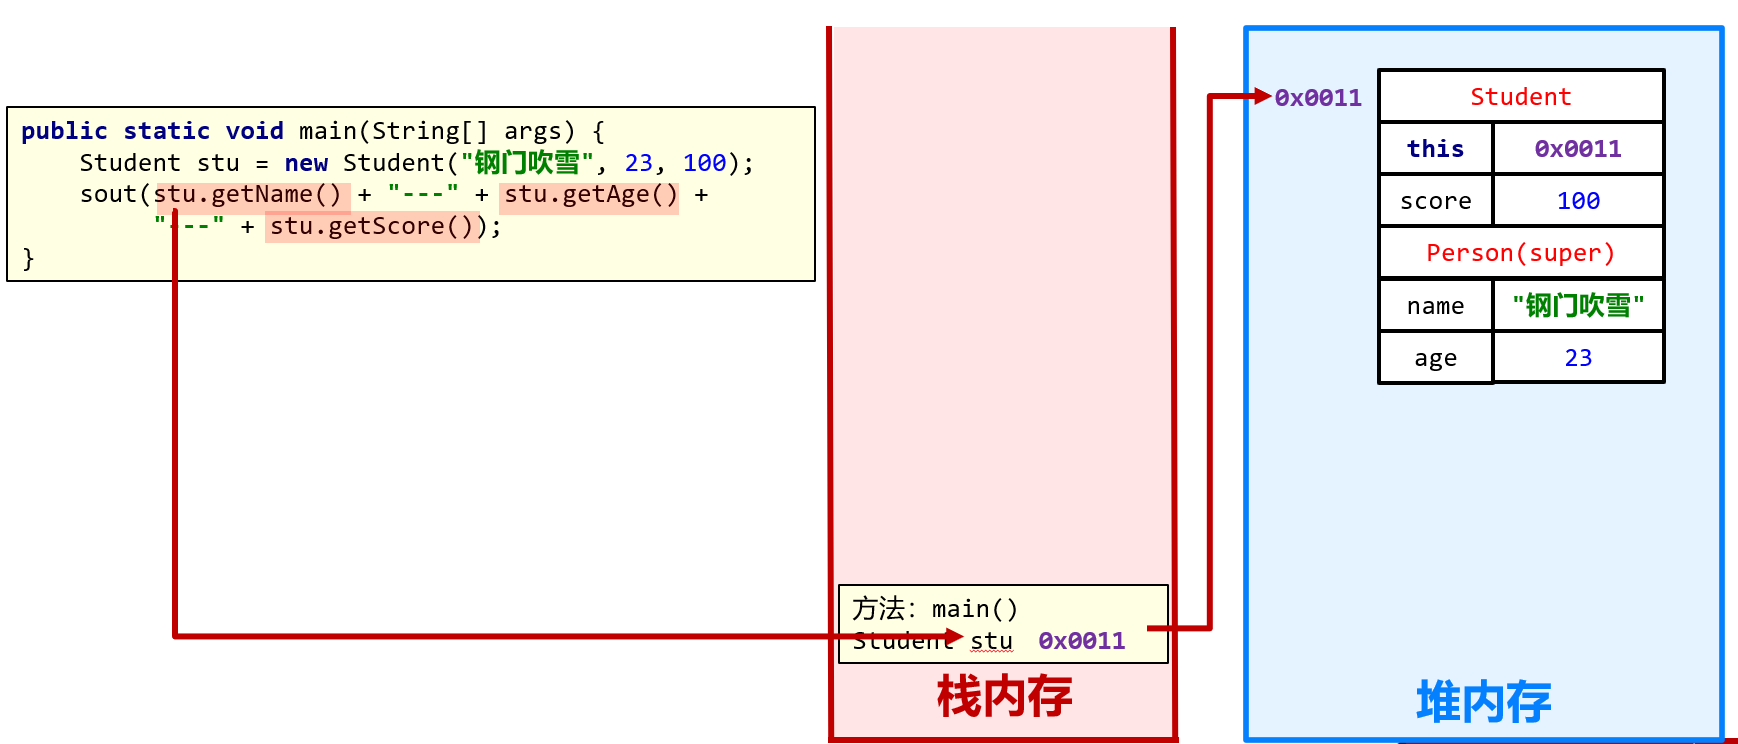 public static void main(String[] args) {
    Student stu = new Student("钢门吹雪", 23, 100);
    sout(stu.getName() + "---" + stu.getAge() +
         "---" + stu.getScore());
}
方法：main()
Student stu 0x0011
栈内存
0x0011
Student
this 0x0011
score 100
Person(super)
name "钢门吹雪"
age 23
堆内存